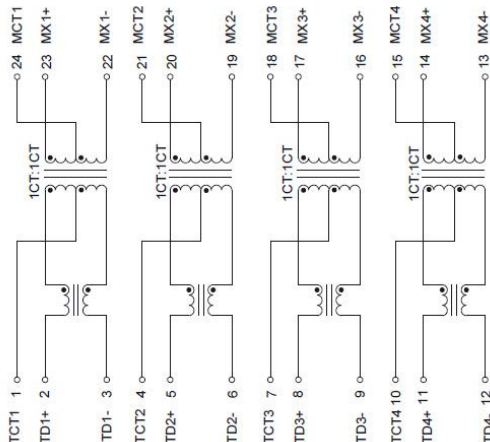 24 MCT1
23 MX1+
22 MX1-
21 MCT2
20 MX2+
19 MX2-
18 MCT3
17 MX3+
16 MX3-
15 MCT4
14 MX4+
13 MX4-
1CT:1CT
1CT:1CT
1CT:1CT
1CT:1CT
TCT1 1
TD1+ 2
TD1- 3
TCT2 4
TD2+ 5
TD2- 6
TCT3 7
TD3+ 8
TD3- 9
TCT4 10
TD4+ 11
TD4- 12